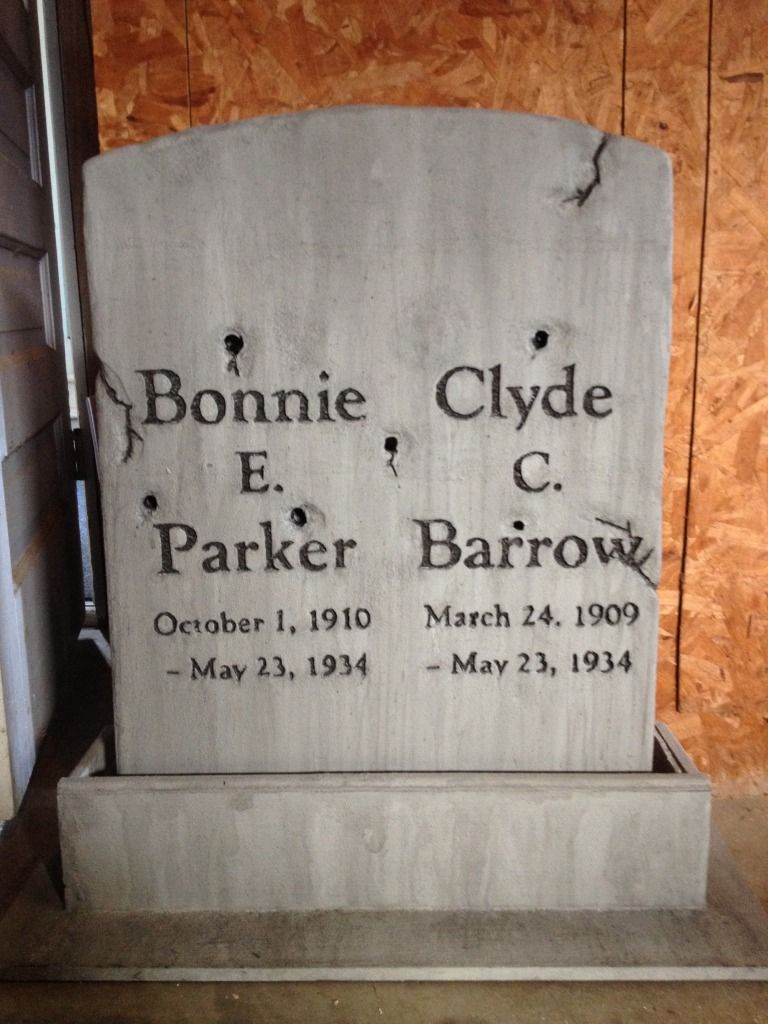 Bonnie
E.
Parker
October 1, 1910
- May 23, 1934
Clyde
C.
Barrow
March 24. 1909
- May 23, 1934